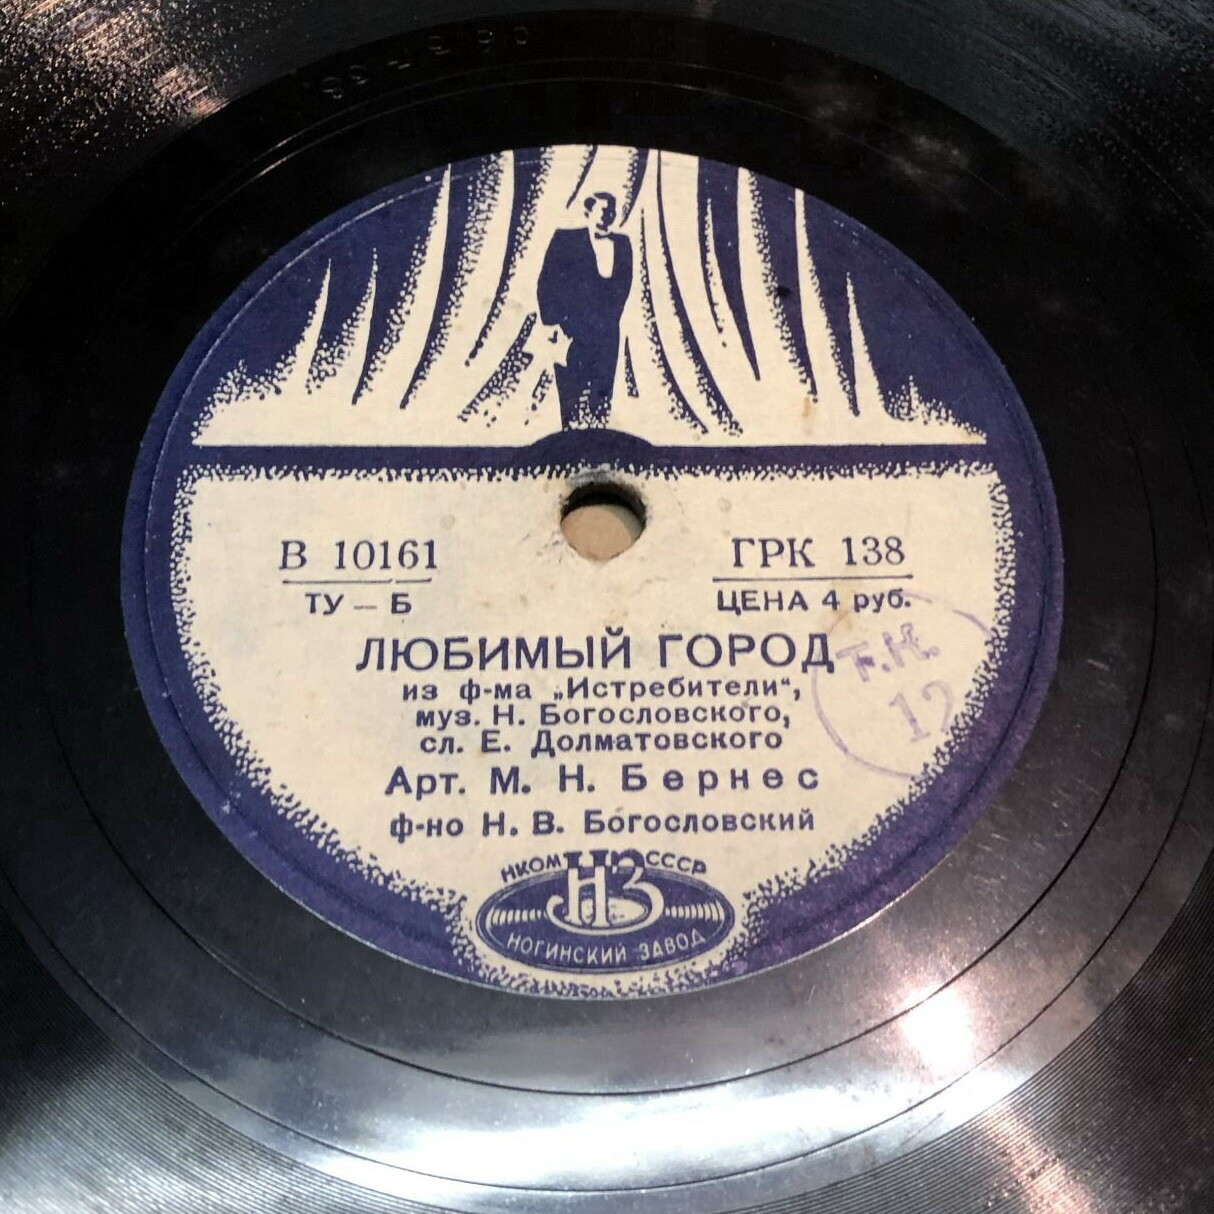 В 10161
ТУ — Б
ГРК 138
ЦЕНА 4 руб.
ЛЮБИМЫЙ ГОРОД
из ф-ма „Истребители“,
муз. Н. Богословского,
сл. Е. Долматовского
Арт. М. Н. Бернес
ф-но Н. В. Богословский
НКОМ СССР
НЗ
НОГИНСКИЙ ЗАВОД
12